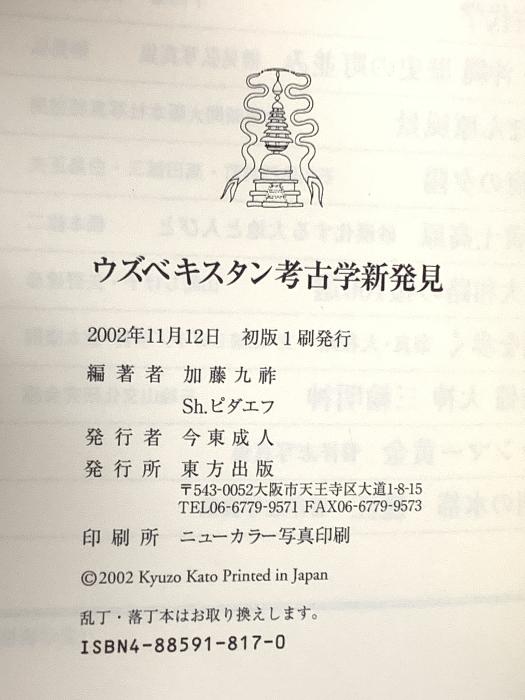 ウズベキスタン考古学新発見
2002年11月12日　初版1刷発行
編著者　加藤九祚
Sh.ピダエフ
発行者　今東成人
発行所　東方出版
〒543-0052大阪市天王寺区大道1-8-15
TEL06-6779-9571 FAX06-6779-9573
印刷所　ニューカラー写真印刷
©2002 Kyuzo Kato Printed in Japan
乱丁・落丁本はお取り換えします。
ISBN4-88591-817-0